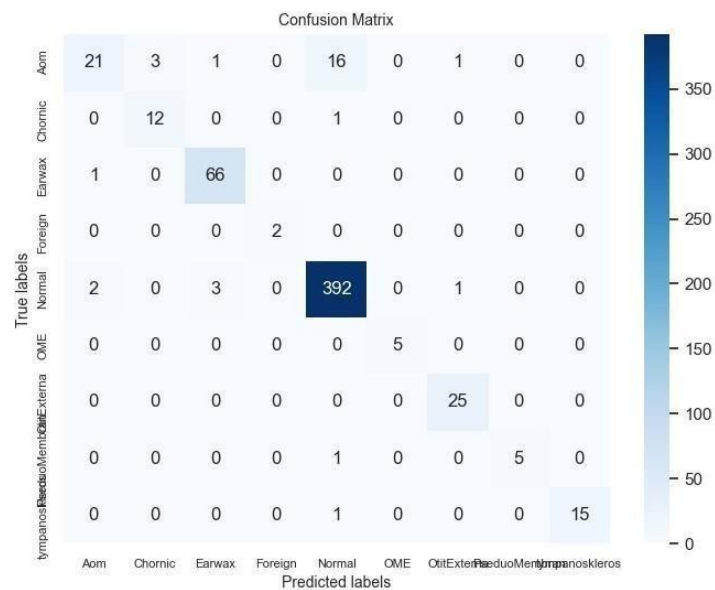 Confusion Matrix
Aom 21 3 1 0 16 0 1 0 0
Chornic 0 12 0 0 1 0 0 0 0
Earwax 1 0 66 0 0 0 0 0 0
Foreign 0 0 0 2 0 0 0 0 0
Normal 2 0 3 0 392 0 1 0 0
OME 0 0 0 0 0 5 0 0 0
OtitExterna 0 0 0 0 0 0 25 0 0
PseduoMembran 0 0 0 0 1 0 0 5 0
tympanoskleros 0 0 0 0 1 0 0 0 15
Aom Chornic Earwax Foreign Normal OME OtitExterna PseduoMembran tympanoskleros
Predicted labels
True labels
350
300
250
200
150
100
50
0